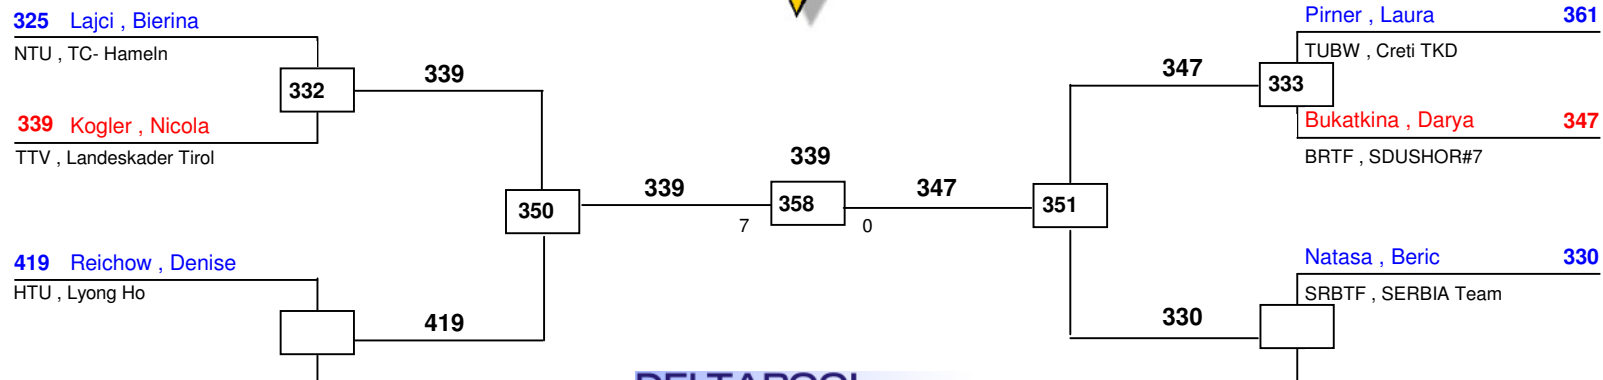 325 Lajci , Bierina
NTU , TC- Hameln
332
339
339 Kogler , Nicola
TTV , Landeskader Tirol
350
339
7
339
358
347
0
351
419 Reichow , Denise
HTU , Lyong Ho
419
Pirner , Laura 361
TUBW , Creti TKD
347
333
Bukatkina , Darya 347
BRTF , SDUSHOR#7
Natasa , Beric 330
SRBTF , SERBIA Team
330